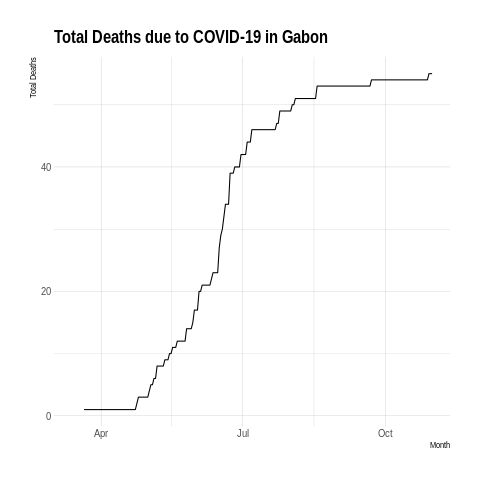 Total Deaths due to COVID-19 in Gabon
Total Deaths
40
20
0
Apr Jul Oct
Month